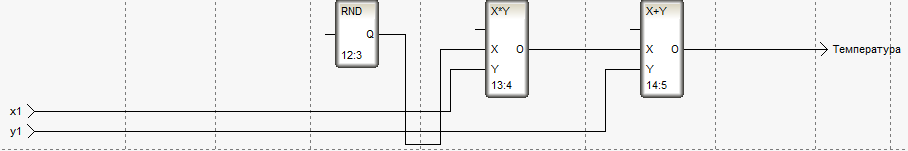 RND
Q
12:3
X*Y
X O
Y
13:4
X+Y
X O
Y
14:5
Температура
x1
y1